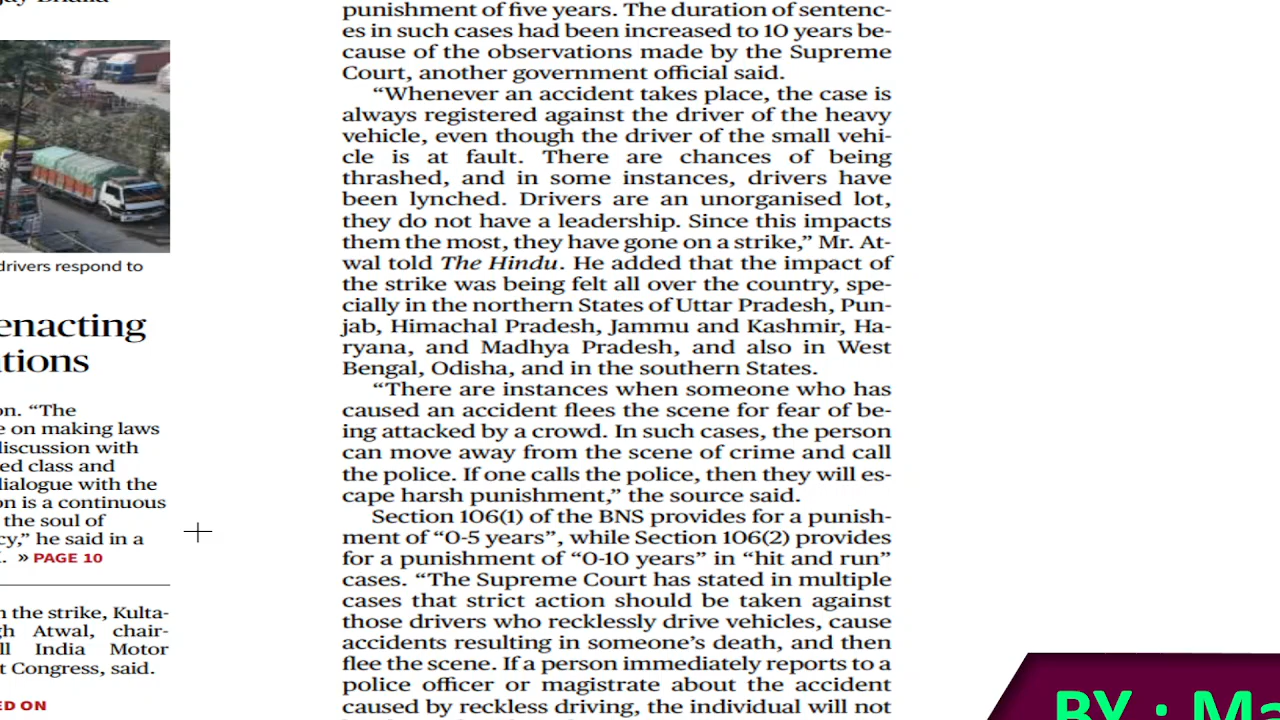 drivers respond to
enacting
ations
on. “The
e on making laws
discussion with
ed class and
dialogue with the
on is a continuous
the soul of
cy,” he said in a
. » PAGE 10
n the strike, Kulta-
gh Atwal, chair-
ll India Motor
t Congress, said.
ED ON
punishment of five years. The duration of sentenc-
es in such cases had been increased to 10 years be-
cause of the observations made by the Supreme
Court, another government official said.
“Whenever an accident takes place, the case is
always registered against the driver of the heavy
vehicle, even though the driver of the small vehi-
cle is at fault. There are chances of being
thrashed, and in some instances, drivers have
been lynched. Drivers are an unorganised lot,
they do not have a leadership. Since this impacts
them the most, they have gone on a strike,” Mr. At-
wal told The Hindu. He added that the impact of
the strike was being felt all over the country, spe-
cially in the northern States of Uttar Pradesh, Pun-
jab, Himachal Pradesh, Jammu and Kashmir, Ha-
ryana, and Madhya Pradesh, and also in West
Bengal, Odisha, and in the southern States.
“There are instances when someone who has
caused an accident flees the scene for fear of be-
ing attacked by a crowd. In such cases, the person
can move away from the scene of crime and call
the police. If one calls the police, then they will es-
cape harsh punishment,” the source said.
Section 106(1) of the BNS provides for a punish-
ment of “0-5 years”, while Section 106(2) provides
for a punishment of “0-10 years” in “hit and run”
cases. “The Supreme Court has stated in multiple
cases that strict action should be taken against
those drivers who recklessly drive vehicles, cause
accidents resulting in someone’s death, and then
flee the scene. If a person immediately reports to a
police officer or magistrate about the accident
caused by reckless driving, the individual will not
BY : Ma